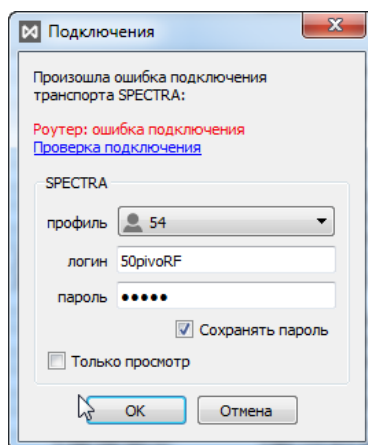 Подключения
Произошла ошибка подключения
транспорта SPECTRA:
Роутер: ошибка подключения
Проверка подключения
SPECTRA
профиль 54
логин 50pivoRF
пароль •••••
Сохранять пароль
Только просмотр
OK Отмена